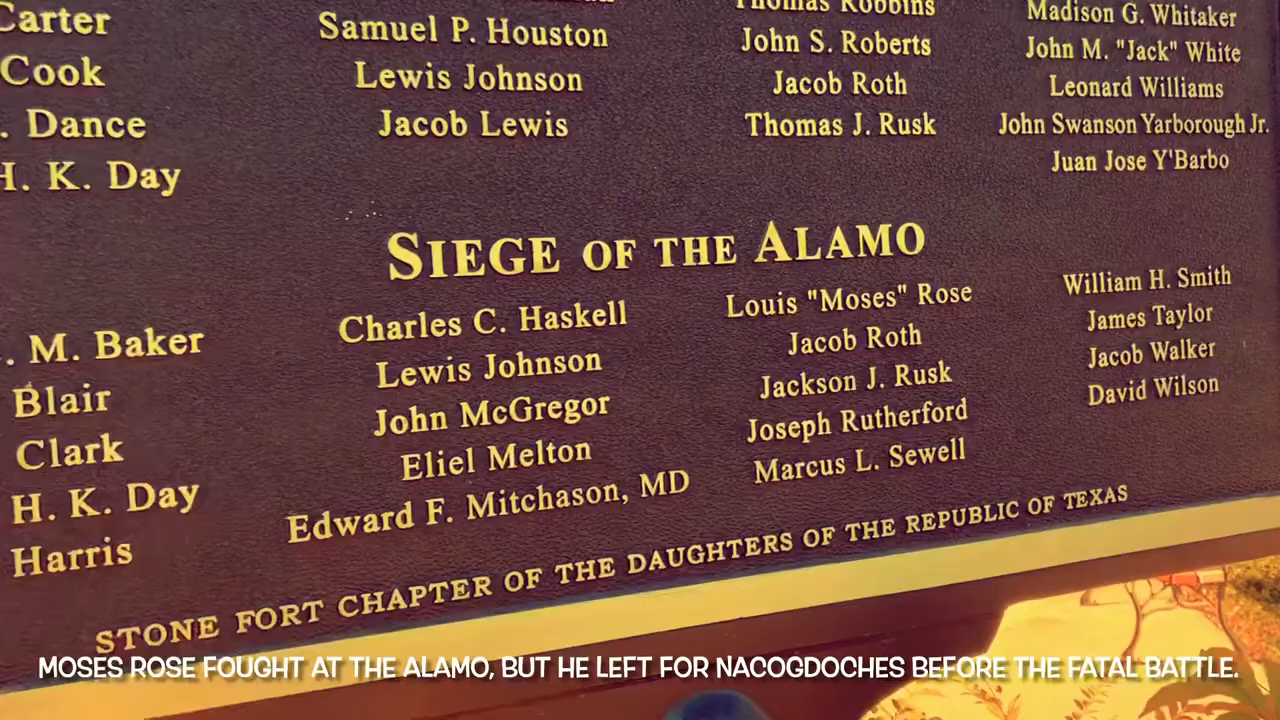 Carter
Cook
. Dance
H. K. Day
Samuel P. Houston
Lewis Johnson
Jacob Lewis
Thomas Robbins
John S. Roberts
Jacob Roth
Thomas J. Rusk
Madison G. Whitaker
John M. "Jack" White
Leonard Williams
John Swanson Yarborough Jr.
Juan Jose Y'Barbo
SIEGE OF THE ALAMO
. M. Baker
Blair
Clark
H. K. Day
Harris
Charles C. Haskell
Lewis Johnson
John McGregor
Eliel Melton
Edward F. Mitchason, MD
Louis "Moses" Rose
Jacob Roth
Jackson J. Rusk
Joseph Rutherford
Marcus L. Sewell
William H. Smith
James Taylor
Jacob Walker
David Wilson
STONE FORT CHAPTER OF THE DAUGHTERS OF THE REPUBLIC OF TEXAS
MOSES ROSE FOUGHT AT THE ALAMO, BUT HE LEFT FOR NACOGDOCHES BEFORE THE FATAL BATTLE.